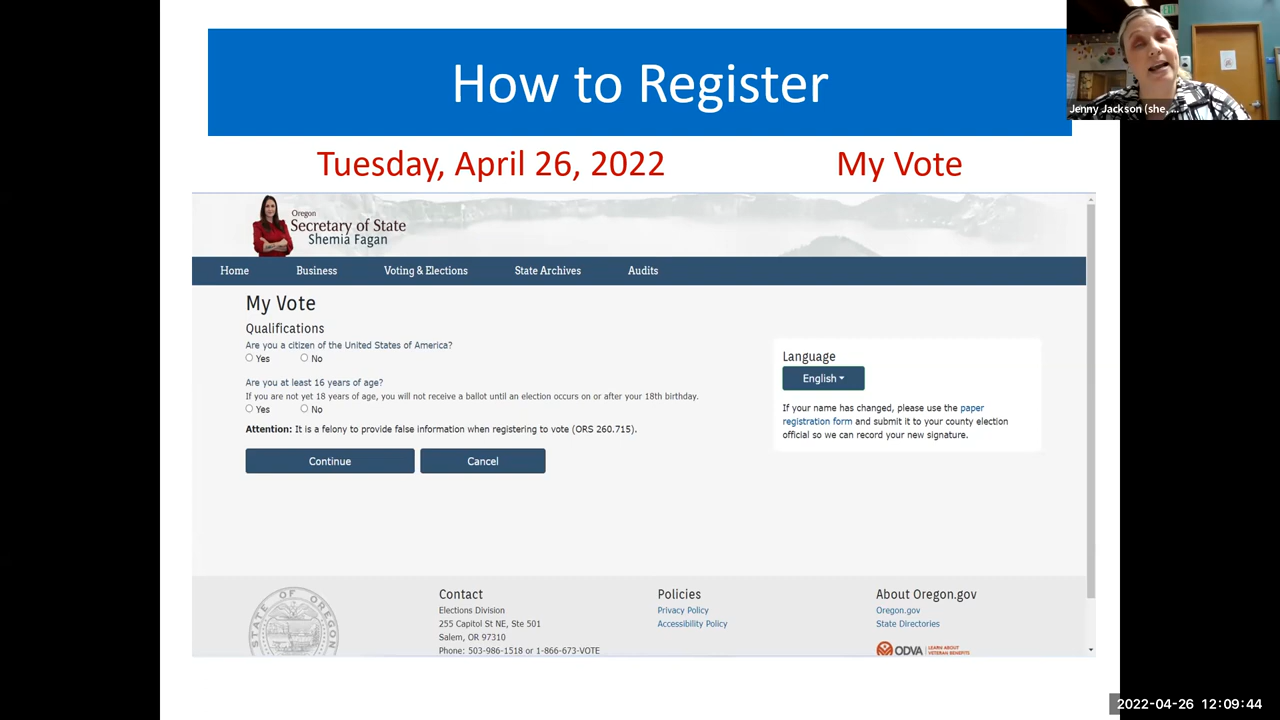 How to Register
Jenny Jackson (she, ...
Tuesday, April 26, 2022
My Vote
Oregon
Secretary of State
Shemia Fagan
Home
Business
Voting & Elections
State Archives
Audits
My Vote
Qualifications
Are you a citizen of the United States of America?
Yes
No
Are you at least 16 years of age?
If you are not yet 18 years of age, you will not receive a ballot until an election occurs on or after your 18th birthday.
Yes
No
Attention: It is a felony to provide false information when registering to vote (ORS 260.715).
Continue
Cancel
Language
English
If your name has changed, please use the paper
registration form and submit it to your county election
official so we can record your new signature.
STATE OF OREGON
Contact
Elections Division
255 Capitol St NE, Ste 501
Salem, OR 97310
Phone: 503-986-1518 or 1-866-673-VOTE
Policies
Privacy Policy
Accessibility Policy
About Oregon.gov
Oregon.gov
State Directories
ODVA
LEARN ABOUT
VETERAN BENEFITS
2022-04-26 12:09:44